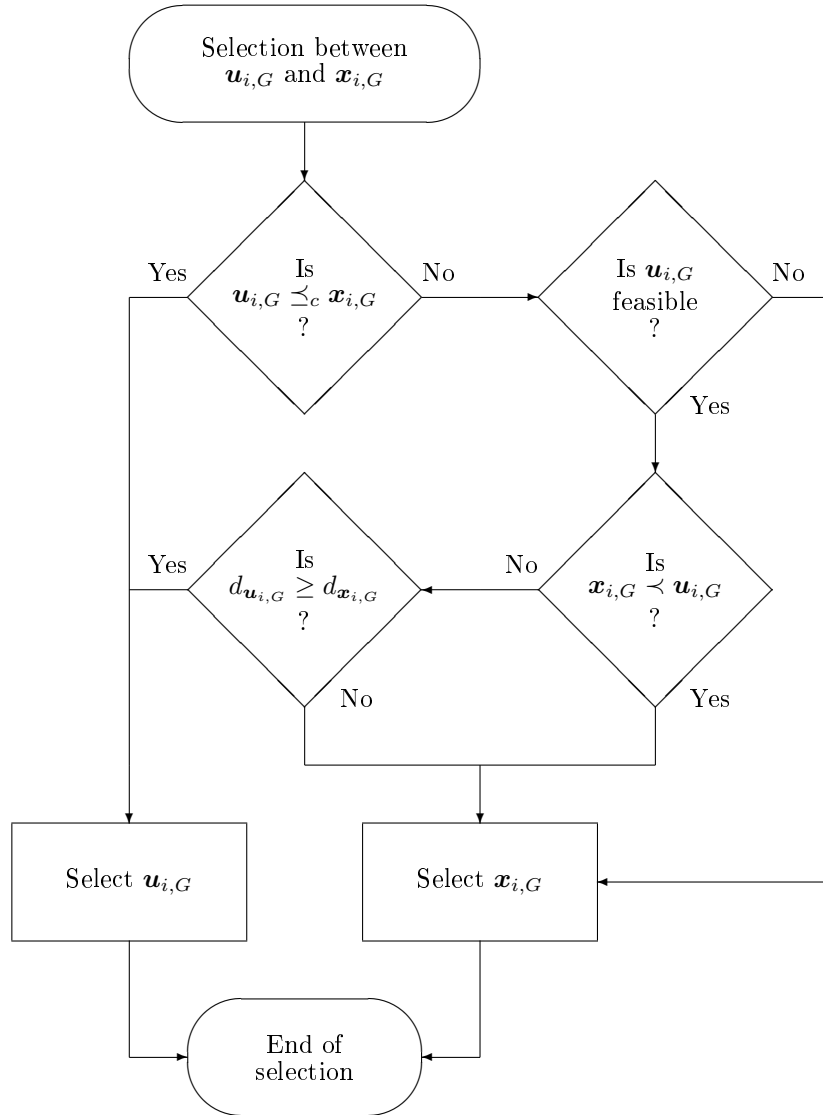 Selection between
u_{i,G} and x_{i,G}
Yes
Is
u_{i,G} ⪯_c x_{i,G}
?
No
Is u_{i,G}
feasible
?
No
Yes
Yes
Is
d_{u_{i,G}} ≥ d_{x_{i,G}}
?
No
No
Is
x_{i,G} ≺ u_{i,G}
?
Yes
Select u_{i,G}
Select x_{i,G}
End of
selection